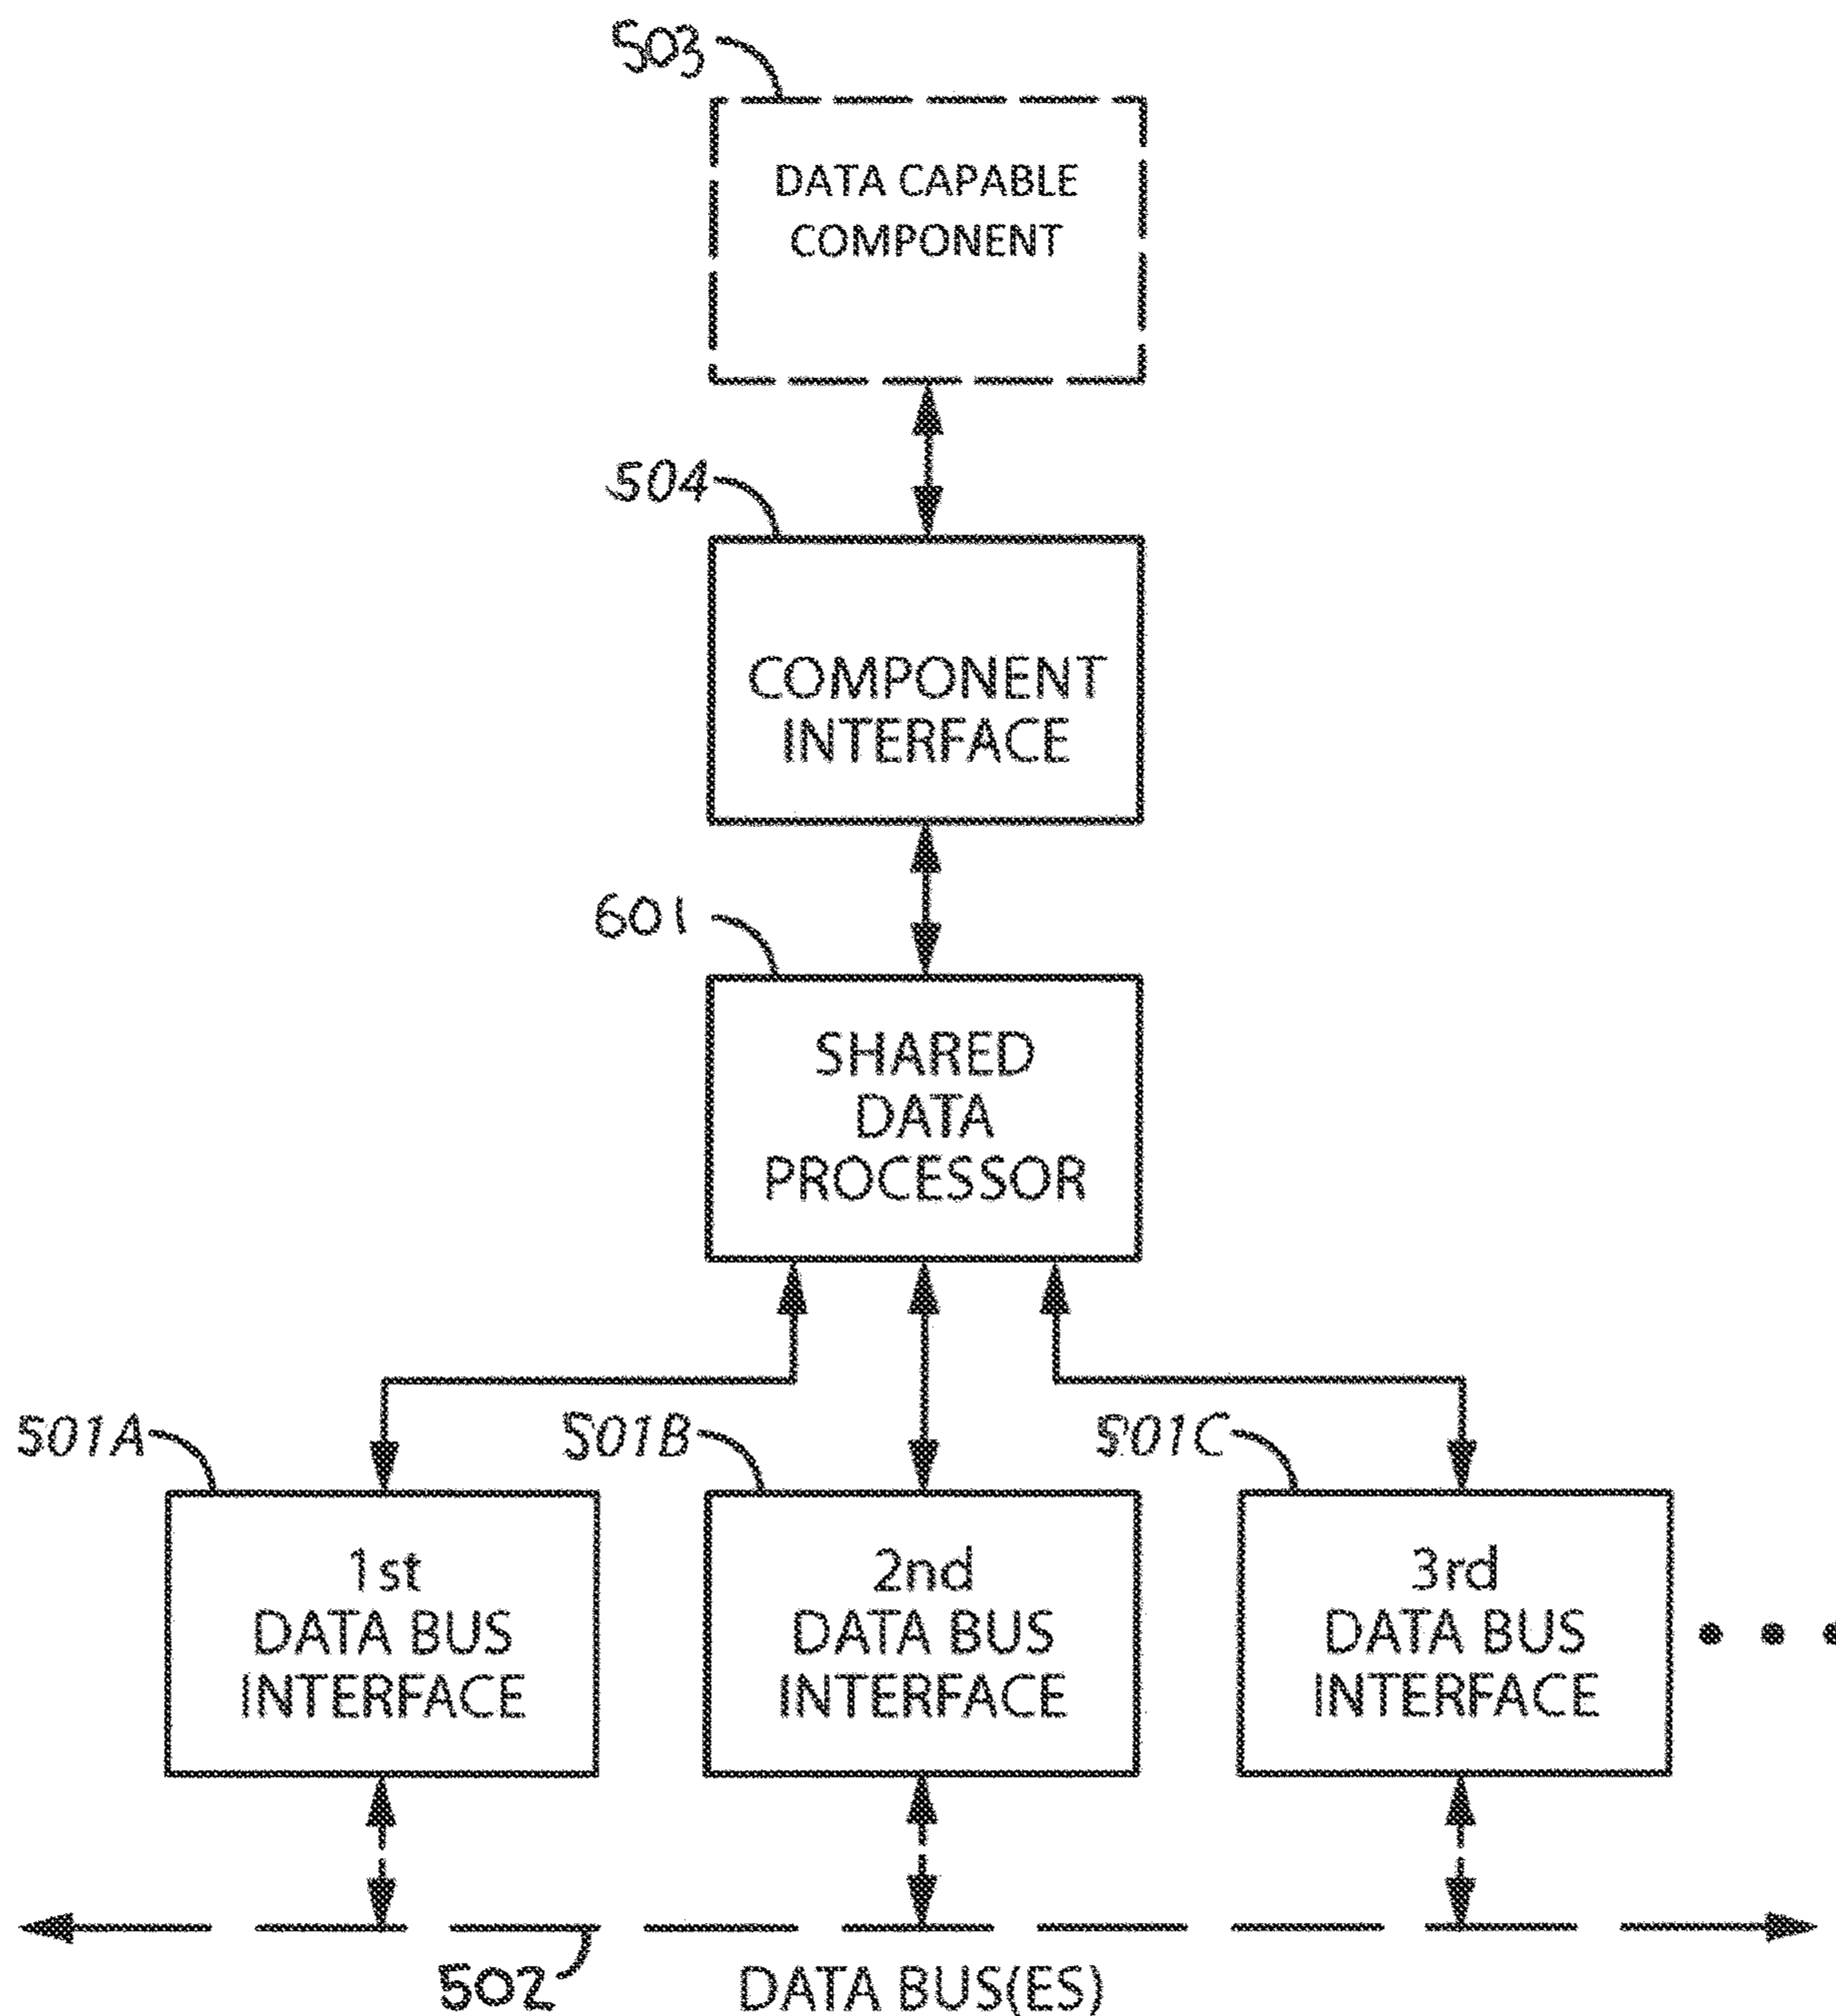 503
DATA CAPABLE
COMPONENT
504
COMPONENT
INTERFACE
601
SHARED
DATA
PROCESSOR
501A
501B
501C
1st
DATA BUS
INTERFACE
2nd
DATA BUS
INTERFACE
3rd
DATA BUS
INTERFACE
502
DATA BUS(ES)